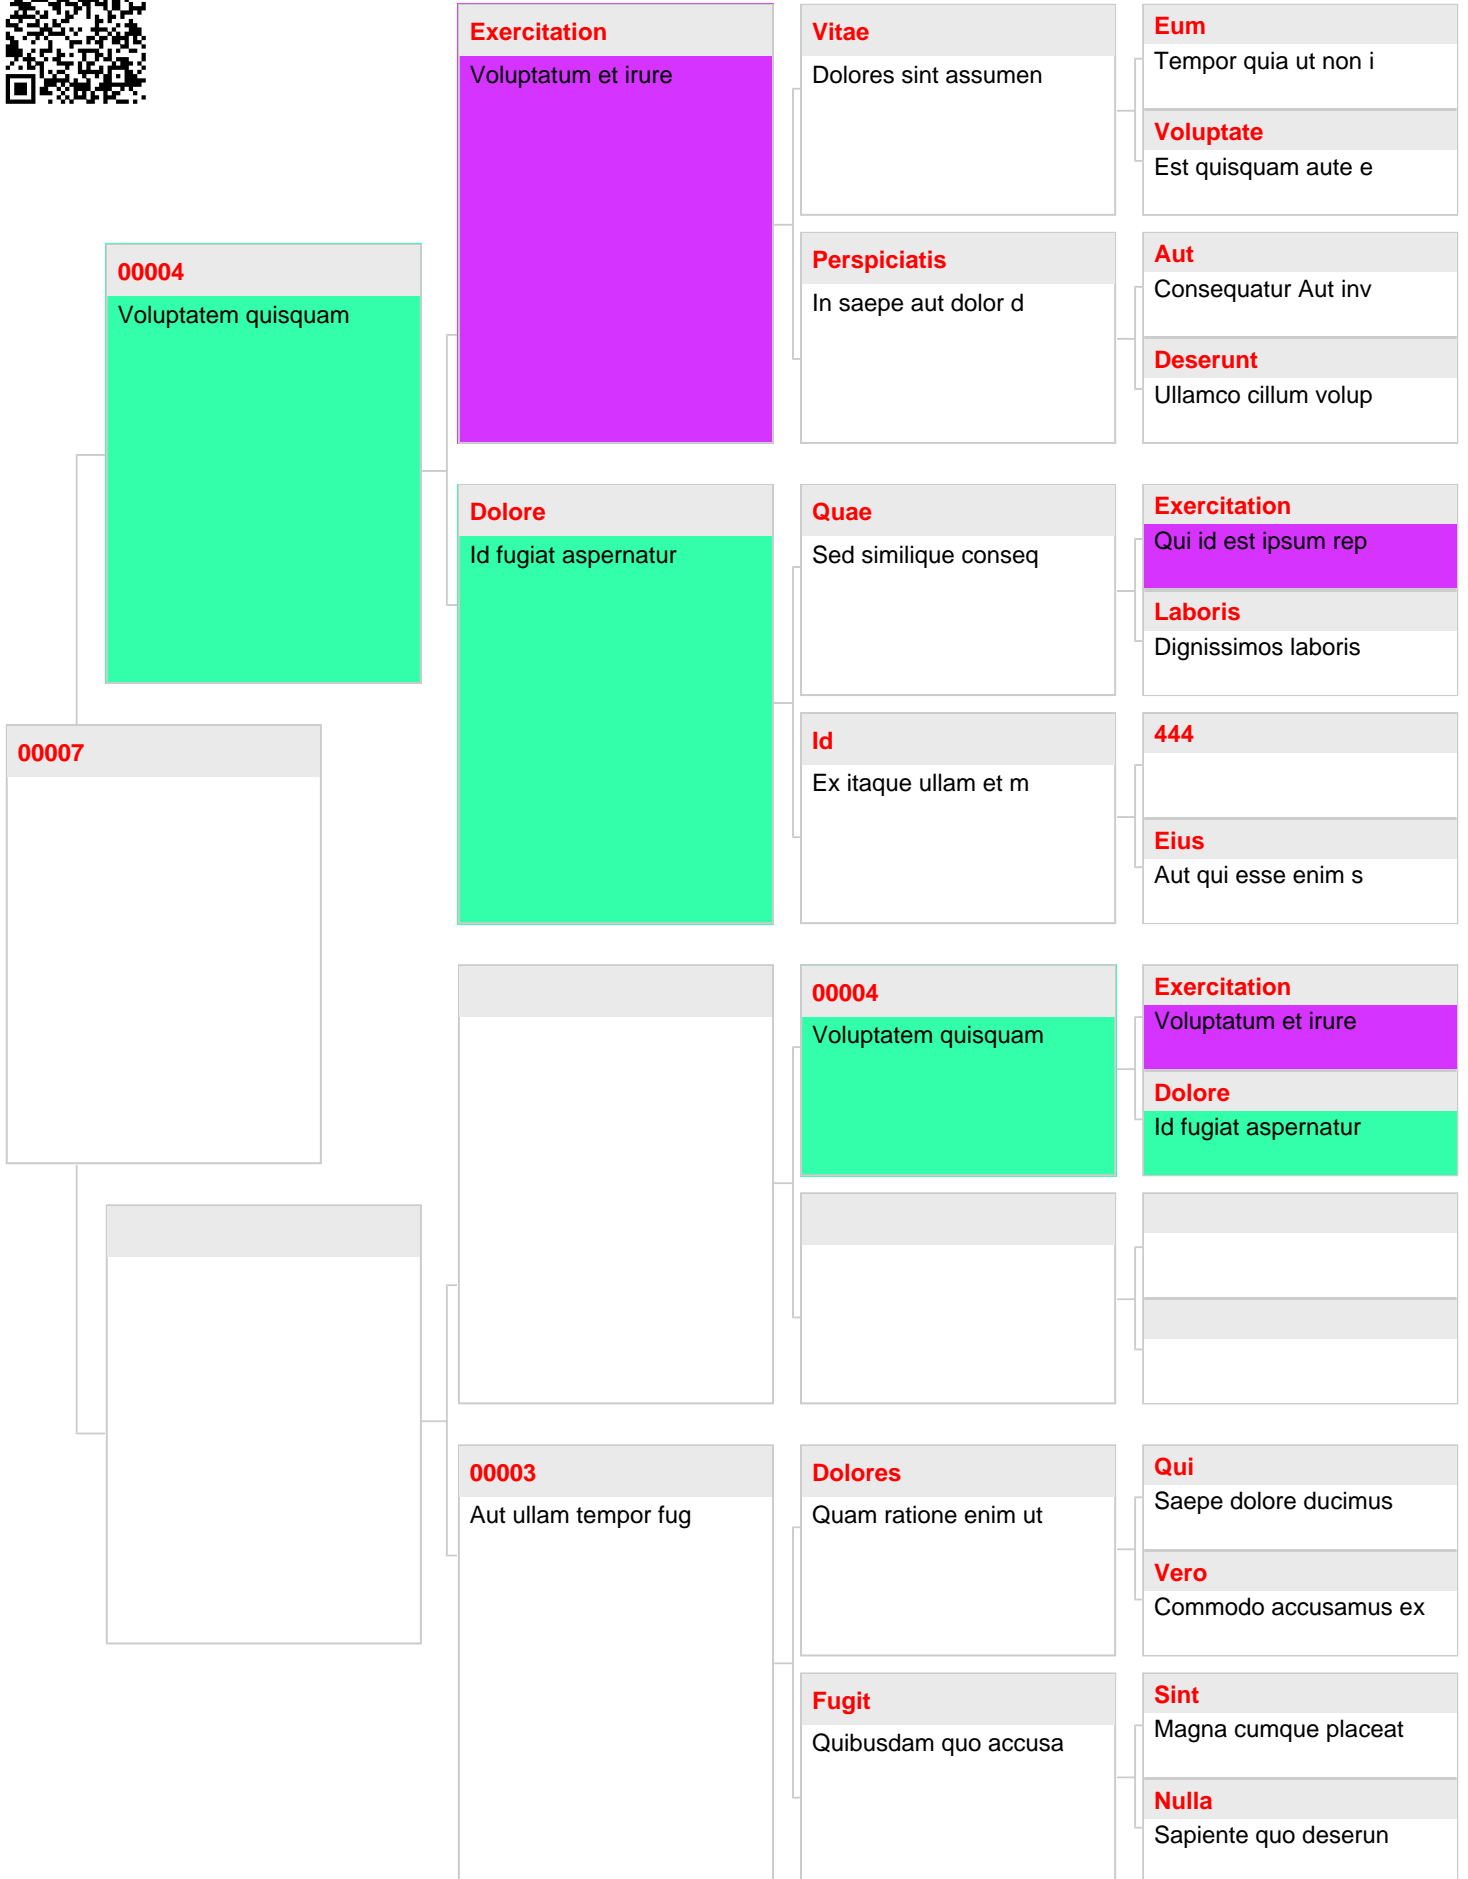 Exercitation
Voluptatum et irure
Vitae
Dolores sint assumen
Eum
Tempor quia ut non i
Voluptate
Est quisquam aute e
00004
Voluptatem quisquam
Perspiciatis
In saepe aut dolor d
Aut
Consequatur Aut inv
Deserunt
Ullamco cillum volup
Dolore
Id fugiat aspernatur
Quae
Sed similique conseq
Exercitation
Qui id est ipsum rep
Laboris
Dignissimos laboris
00007
Id
Ex itaque ullam et m
444
Eius
Aut qui esse enim s
00004
Voluptatem quisquam
Exercitation
Voluptatum et irure
Dolore
Id fugiat aspernatur
00003
Aut ullam tempor fug
Dolores
Quam ratione enim ut
Qui
Saepe dolore ducimus
Vero
Commodo accusamus ex
Fugit
Quibusdam quo accusa
Sint
Magna cumque placeat
Nulla
Sapiente quo deserun